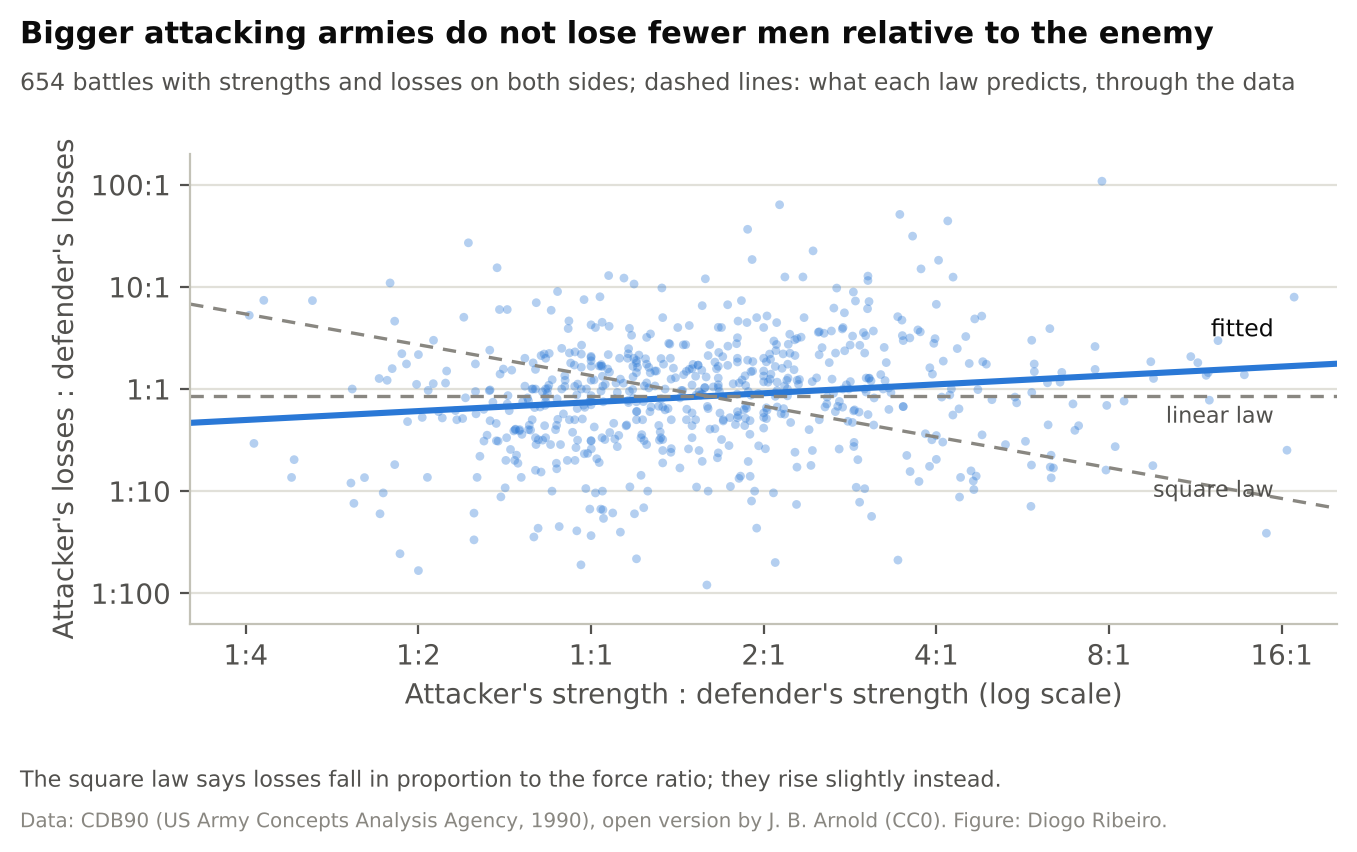 Bigger attacking armies do not lose fewer men relative to the enemy
654 battles with strengths and losses on both sides; dashed lines: what each law predicts, through the data
Attacker's losses : defender's losses
100:1
10:1
1:1
1:10
1:100
fitted
linear law
square law
1:4
1:2
1:1
2:1
4:1
8:1
16:1
Attacker's strength : defender's strength (log scale)
The square law says losses fall in proportion to the force ratio; they rise slightly instead.
Data: CDB90 (US Army Concepts Analysis Agency, 1990), open version by J. B. Arnold (CC0). Figure: Diogo Ribeiro.